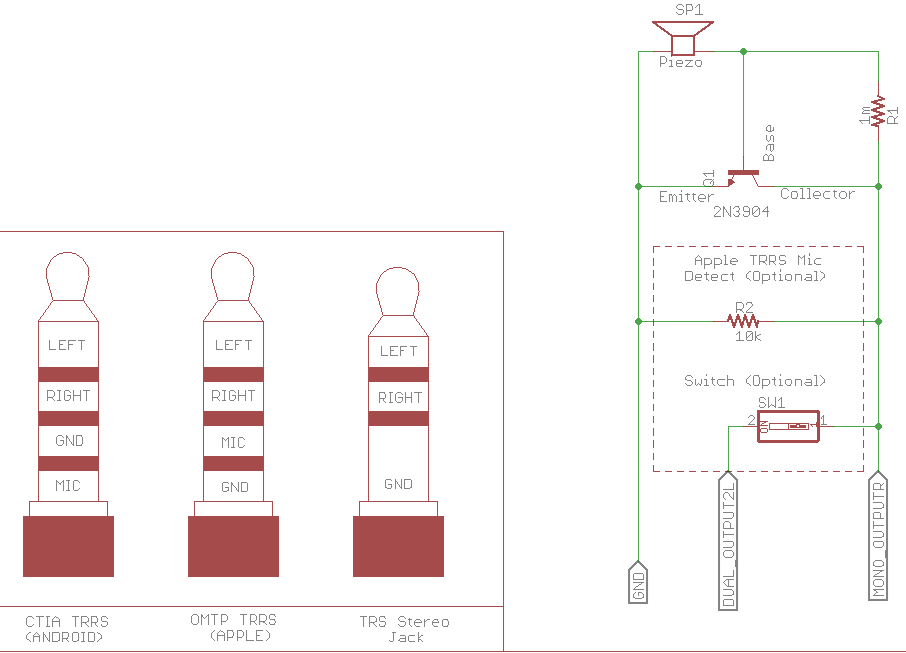 LEFT
RIGHT
GND
MIC
CTIA TRRS
(ANDROID)
LEFT
RIGHT
MIC
GND
OMTP TRRS
(APPLE)
LEFT
RIGHT
GND
TRS Stereo
Jack
SP1
Piezo
1m
R1
Base
Q1
Emitter
Collector
2N3904
Apple TRRS Mic
Detect (Optional)
R2
10k
Switch (Optional)
SW1
2
ON
1
1
GND
DUAL_OUTPUT2L
MONO_OUTPUTR